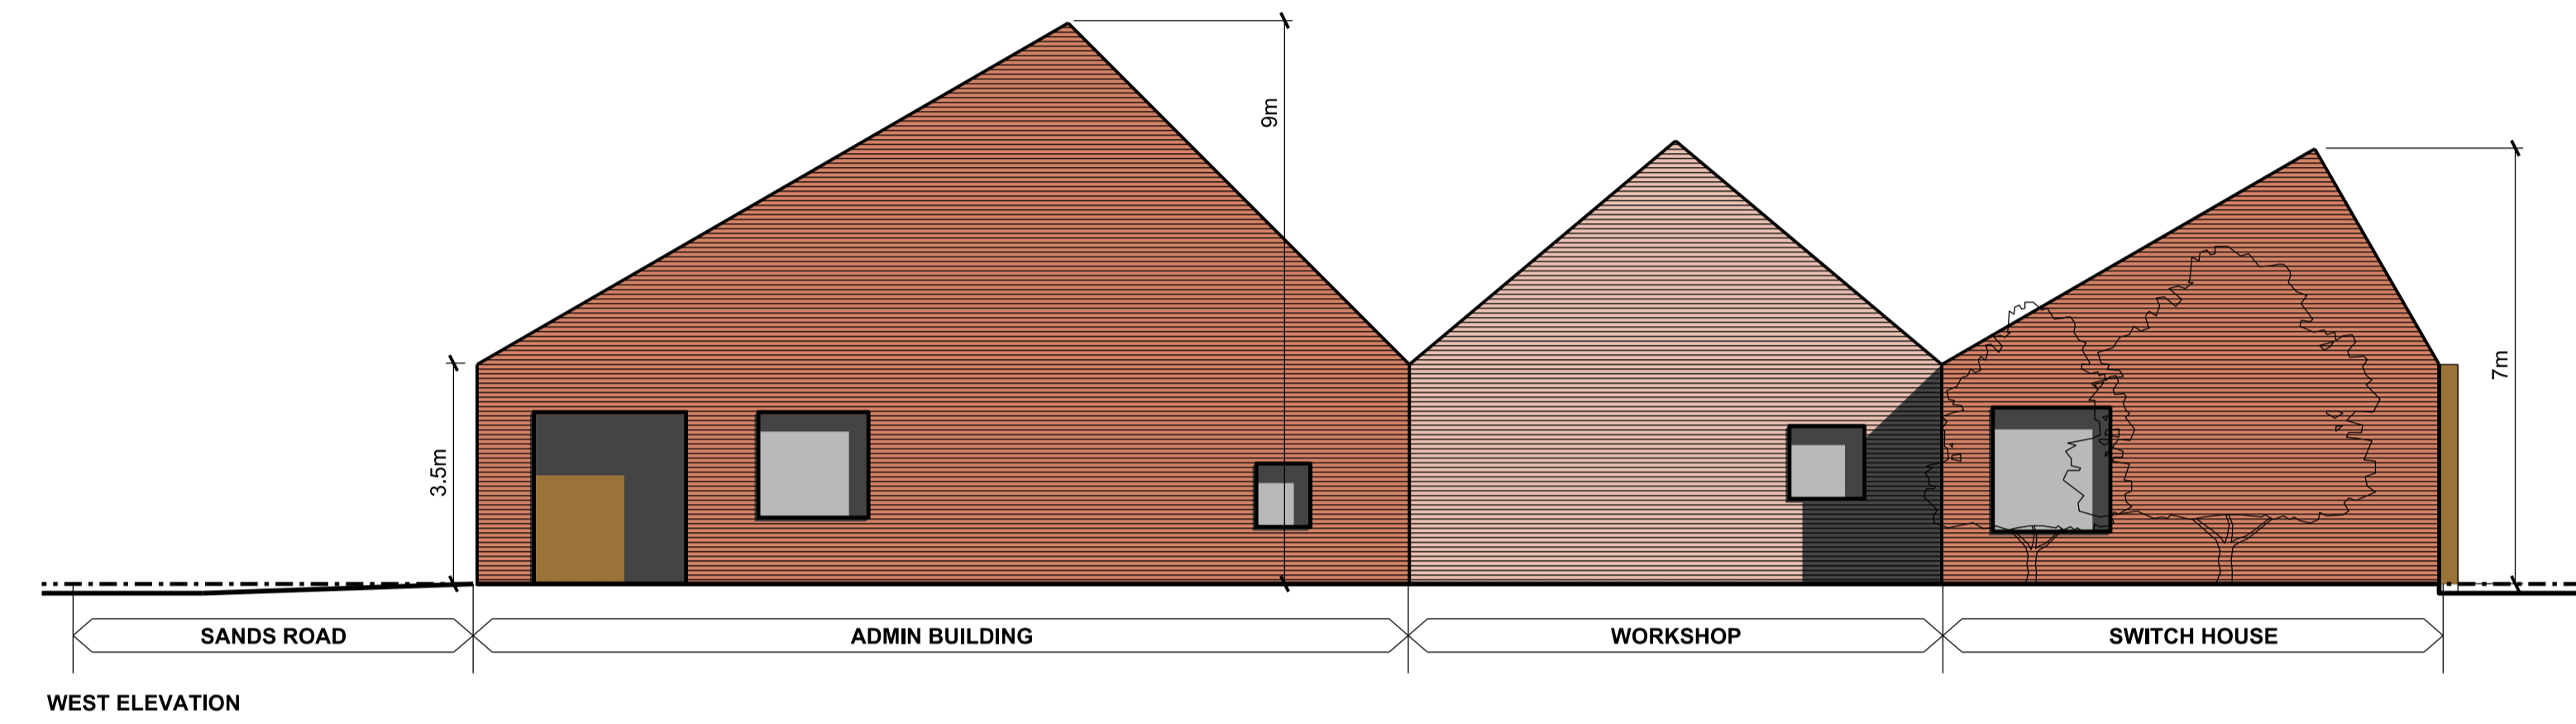 9m
7m
3.5m
SANDS ROAD
ADMIN BUILDING
WORKSHOP
SWITCH HOUSE
WEST ELEVATION